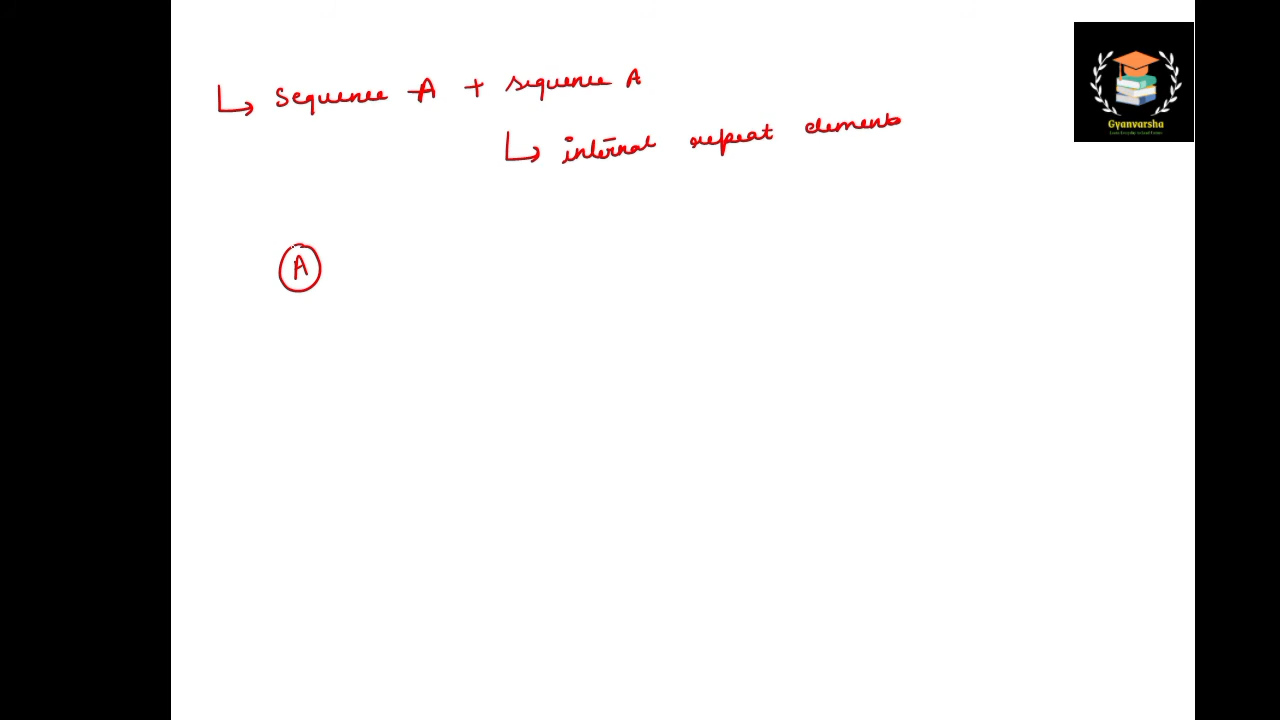 ↳ Sequence A + sequence A
↳ internal repeat elements
A
Gyanvarsha